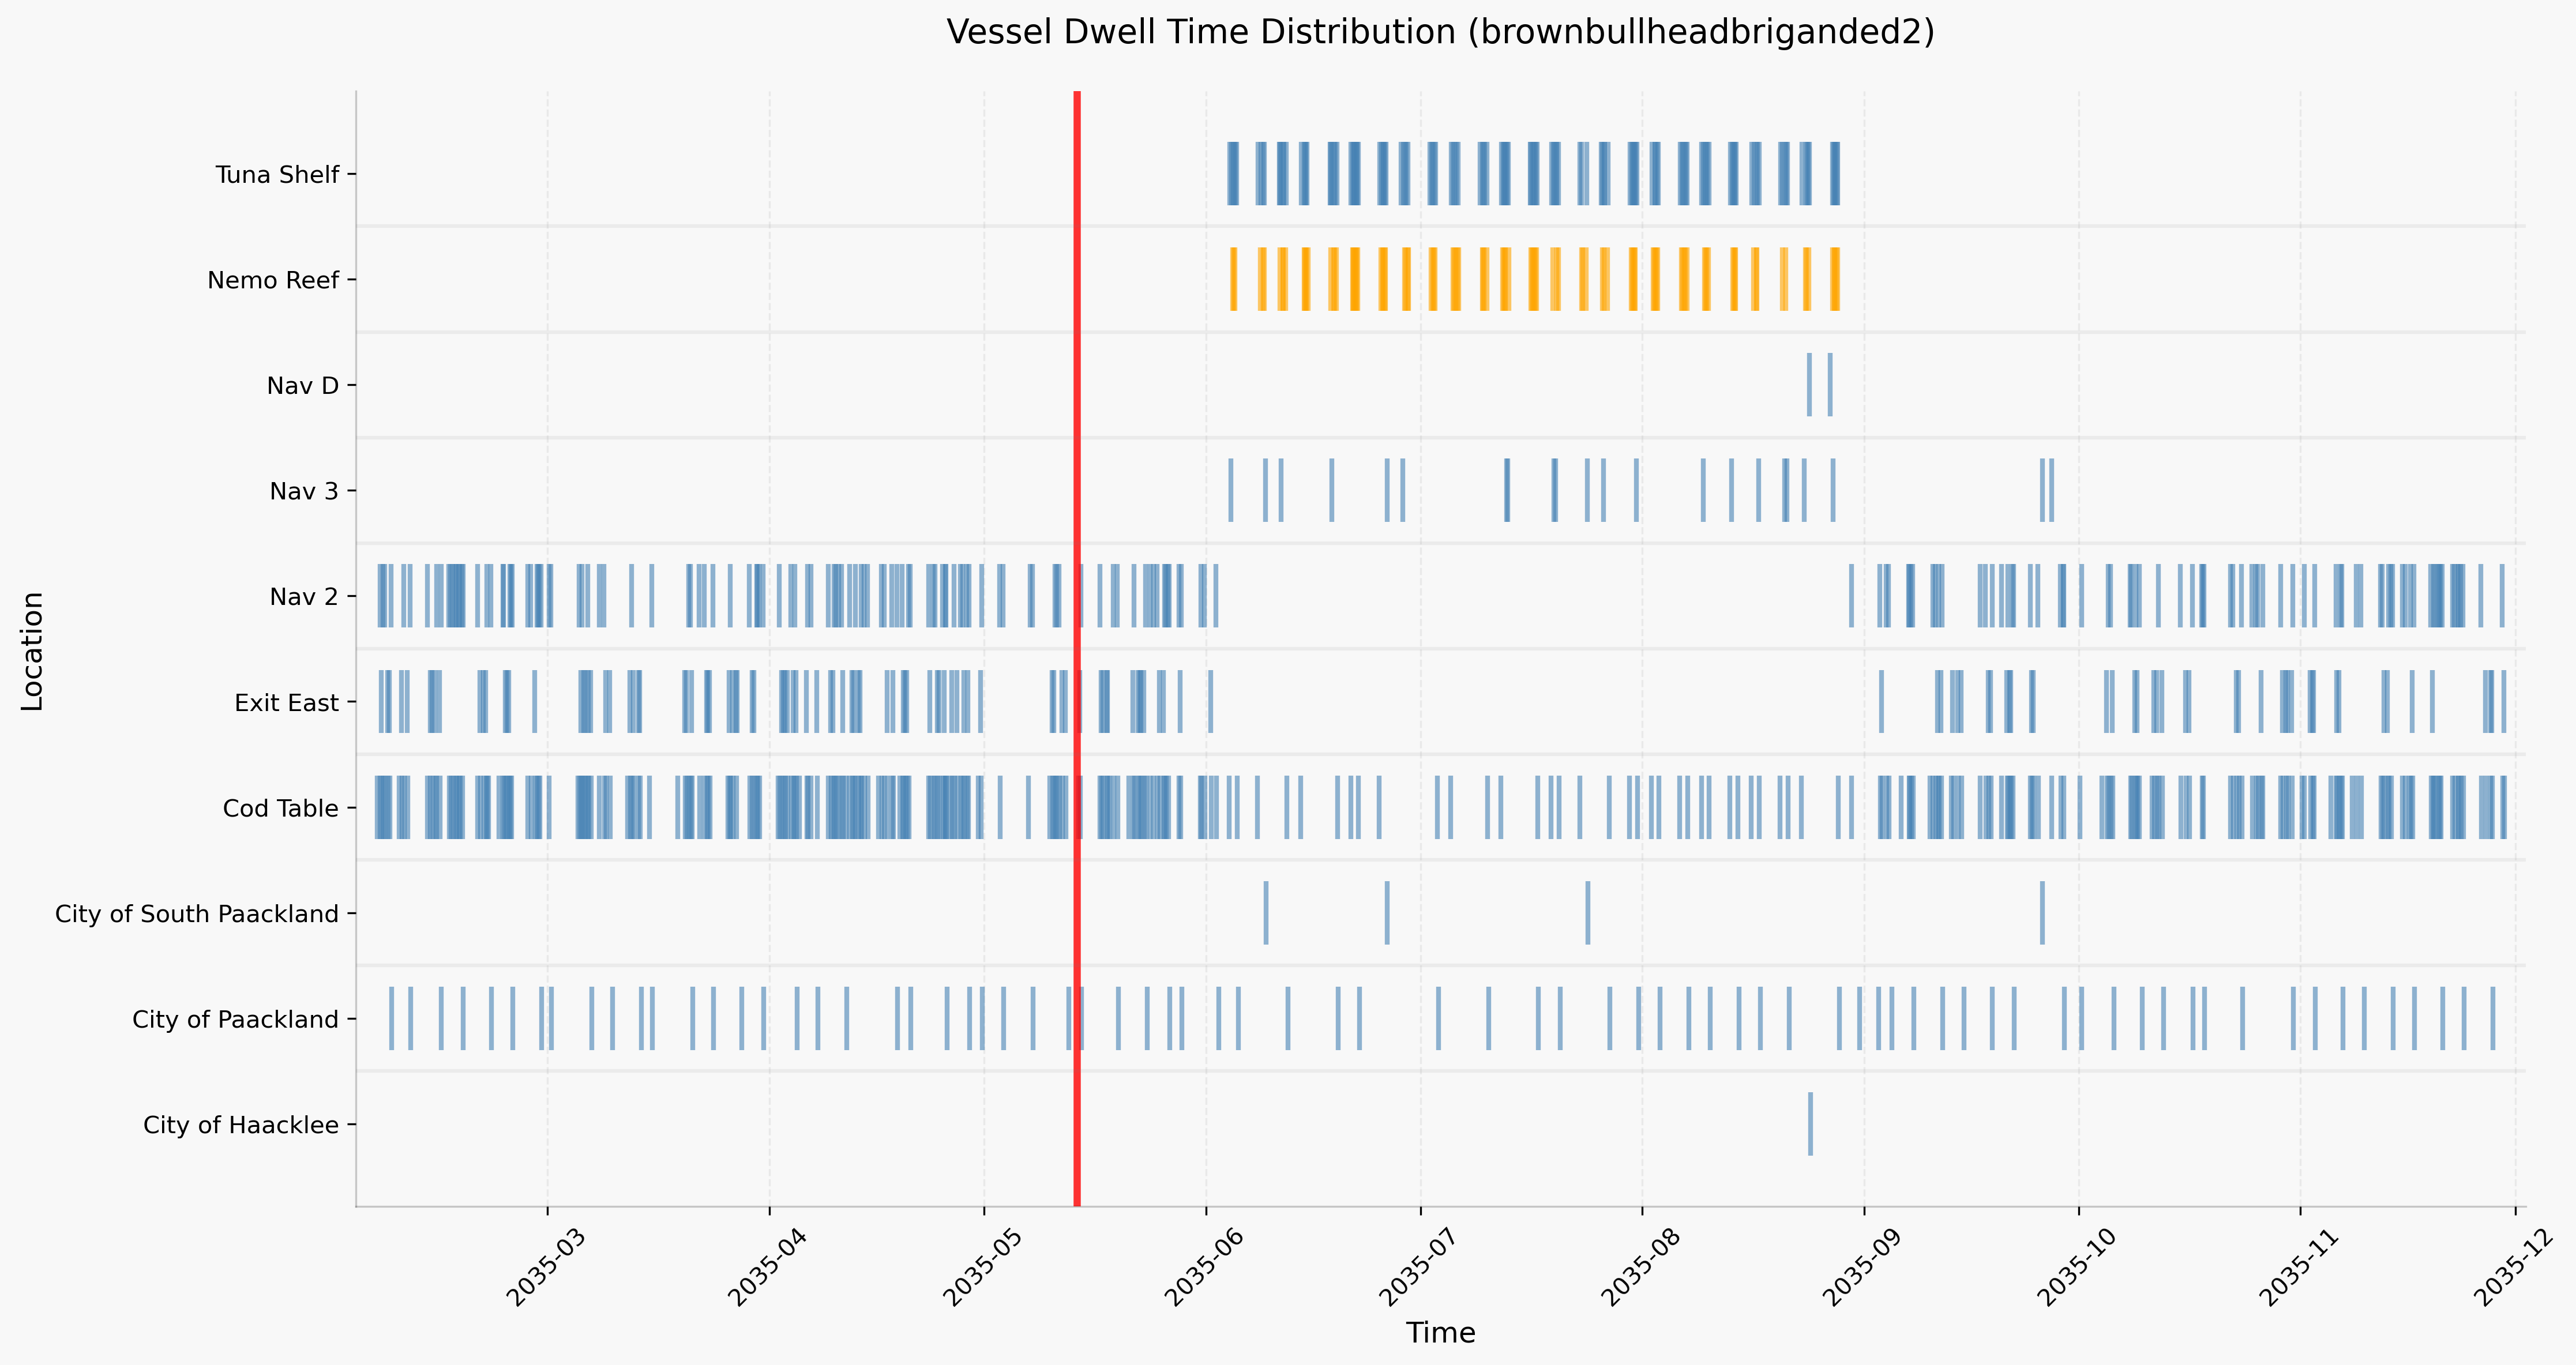 Vessel Dwell Time Distribution (brownbullheadbriganded2)
Location
Tuna Shelf
Nemo Reef
Nav D
Nav 3
Nav 2
Exit East
Cod Table
City of South Paackland
City of Paackland
City of Haacklee
2035-03
2035-04
2035-05
2035-06
2035-07
2035-08
2035-09
2035-10
2035-11
2035-12
Time